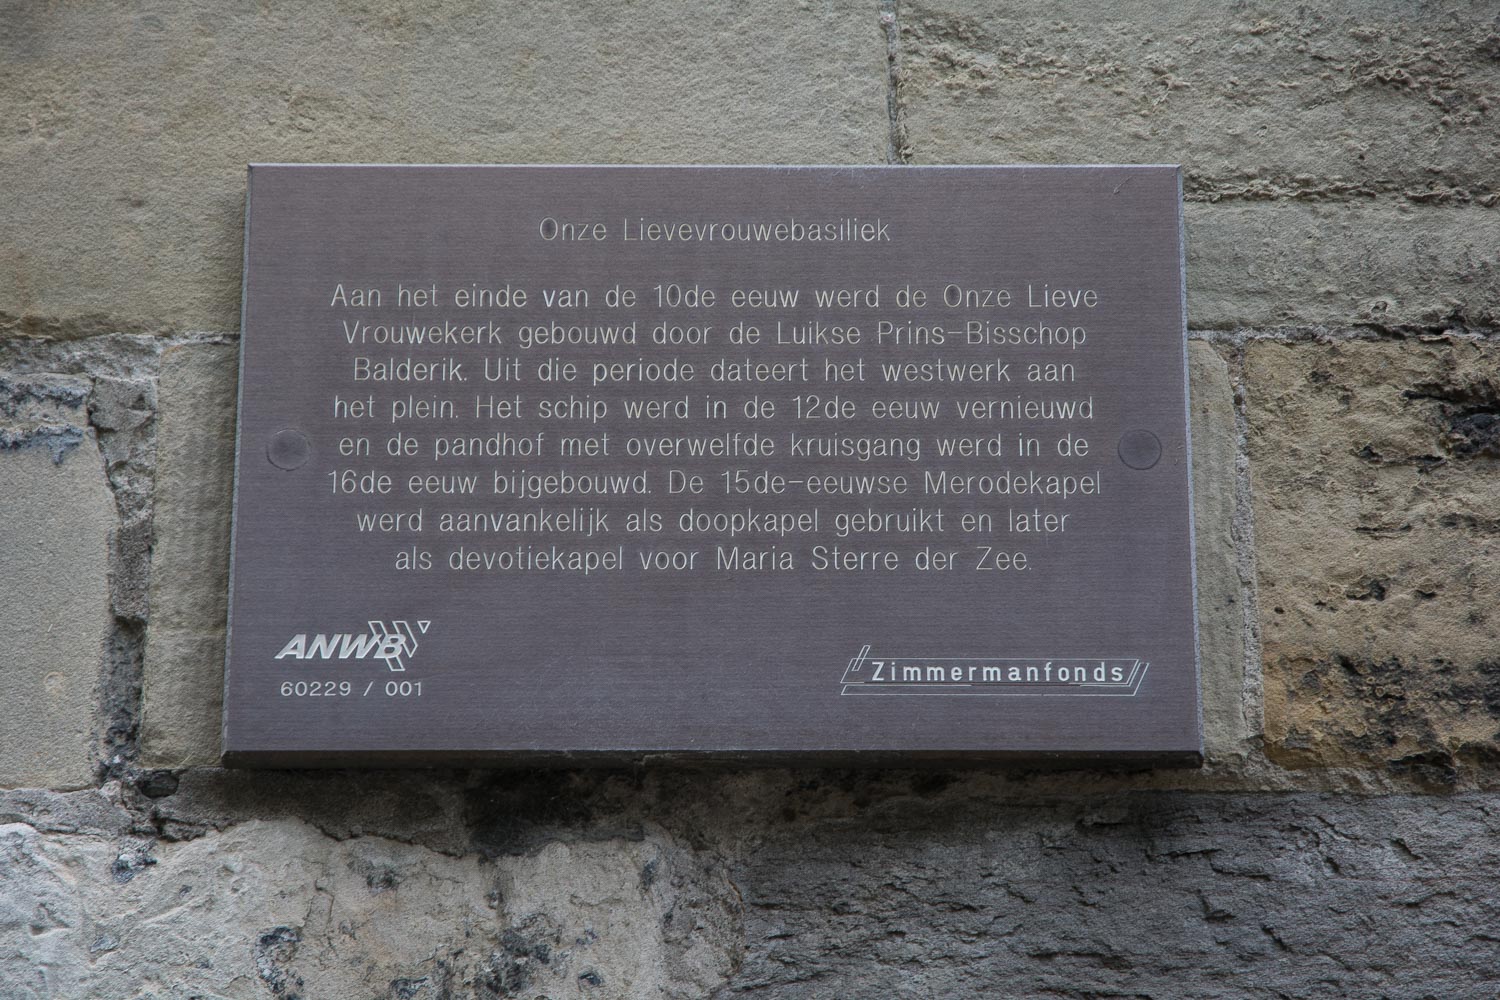 Onze Lievevrouwebasiliek
Aan het einde van de 10de eeuw werd de Onze Lieve
Vrouwekerk gebouwd door de Luikse Prins-Bisschop
Balderik. Uit die periode dateert het westwerk aan
het plein. Het schip werd in de 12de eeuw vernieuwd
en de pandhof met overwelfde kruisgang werd in de
16de eeuw bijgebouwd. De 15de-eeuwse Merodekapel
werd aanvankelijk als doopkapel gebruikt en later
als devotiekapel voor Maria Sterre der Zee.
ANWB
60229 / 001
Zimmermanfonds